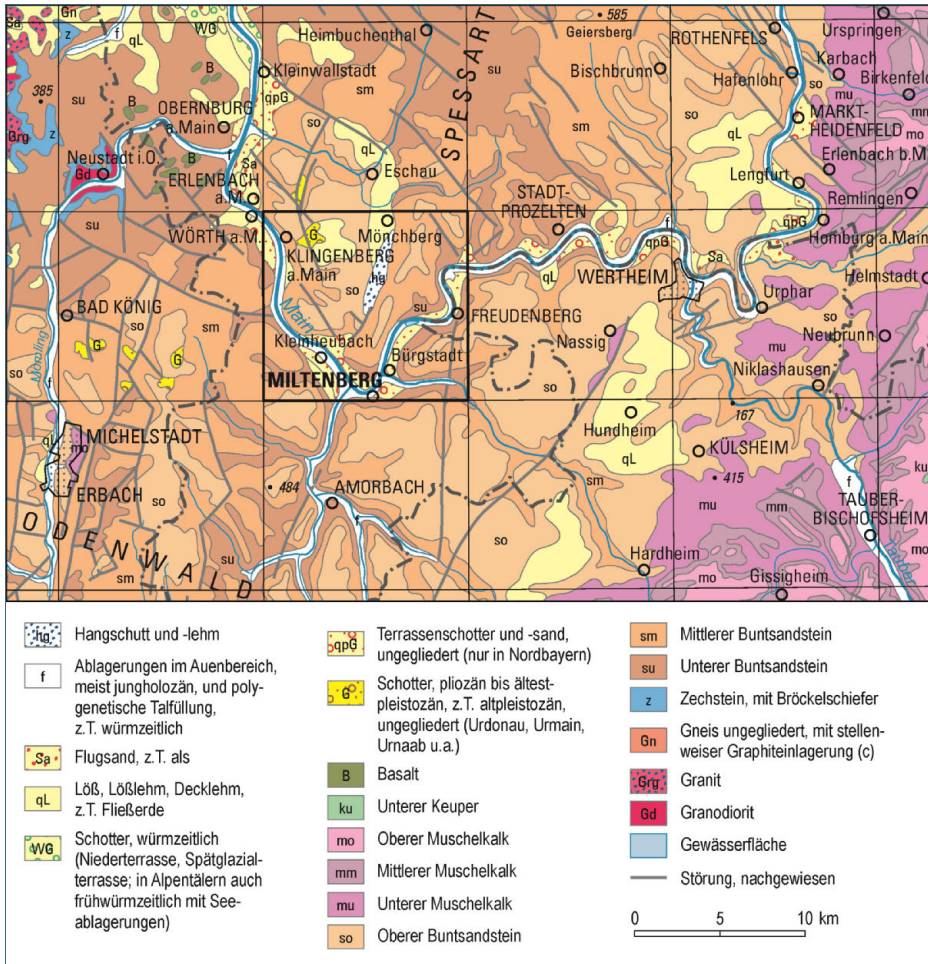 Sa
z
Gn
f
qL
WG
Heimbuchenthal
• 585
Geiersberg
ROTHENFELS
Urspringen
Karbach
Birkenfeld
Kleinwallstadt
Bischbrunn
Hafenlohr
SPESSART
385
su
B
OBERNBURG
a.Main
qpG
sm
so
mu
mm
mo
MARKT-
HEIDENFELD
Grg
z
Neustadt i.O.
Gd
B
Sa
qL
Eschau
Erlenbach b.M.
ERLENBACH
a.M.
Lengfurt
Remlingen
STADT-
PROZELTEN
WÖRTH a.M.
G
Mönchberg
KLINGENBERG
a.Main
hg
qpG
Homburg a.Main
WERTHEIM
Sa
Helmstadt
Urphar
BAD KÖNIG
so
sm
Main
su
FREUDENBERG
Nassig
Neubrunn
Mömling
G
G
G
Kleinheubach
Bürgstadt
mu
Niklashausen
MILTENBERG
so
f
Hundheim
• 167
MICHELSTADT
qL
mo
KÜLSHEIM
ERBACH
• 484
AMORBACH
sm
• 415
mu
mm
f
ku
TAUBER-
BISCHOFSHEIM
ODENWALD
su
f
so
Hardheim
mo
Gissigheim
Tauber
sm
hg Hangschutt und -lehm
f Ablagerungen im Auenbereich,
meist jungholozän, und poly-
genetische Talfüllung,
z.T. würmzeitlich
Sa Flugsand, z.T. als
qL Löß, Lößlehm, Decklehm,
z.T. Fließerde
WG Schotter, würmzeitlich
(Niederterrasse, Spätglazial-
terrasse; in Alpentälern auch
frühwürmzeitlich mit See-
ablagerungen)
qpG Terrassenschotter und -sand,
ungegliedert (nur in Nordbayern)
G Schotter, pliozän bis ältest-
pleistozän, z.T. altpleistozän,
ungegliedert (Urdonau, Urmain,
Urnaab u.a.)
B Basalt
ku Unterer Keuper
mo Oberer Muschelkalk
mm Mittlerer Muschelkalk
mu Unterer Muschelkalk
so Oberer Buntsandstein
sm Mittlerer Buntsandstein
su Unterer Buntsandstein
z Zechstein, mit Bröckelschiefer
Gn Gneis ungegliedert, mit stellen-
weiser Graphiteinlagerung (c)
Grg Granit
Gd Granodiorit
Gewässerfläche
Störung, nachgewiesen
0 5 10 km